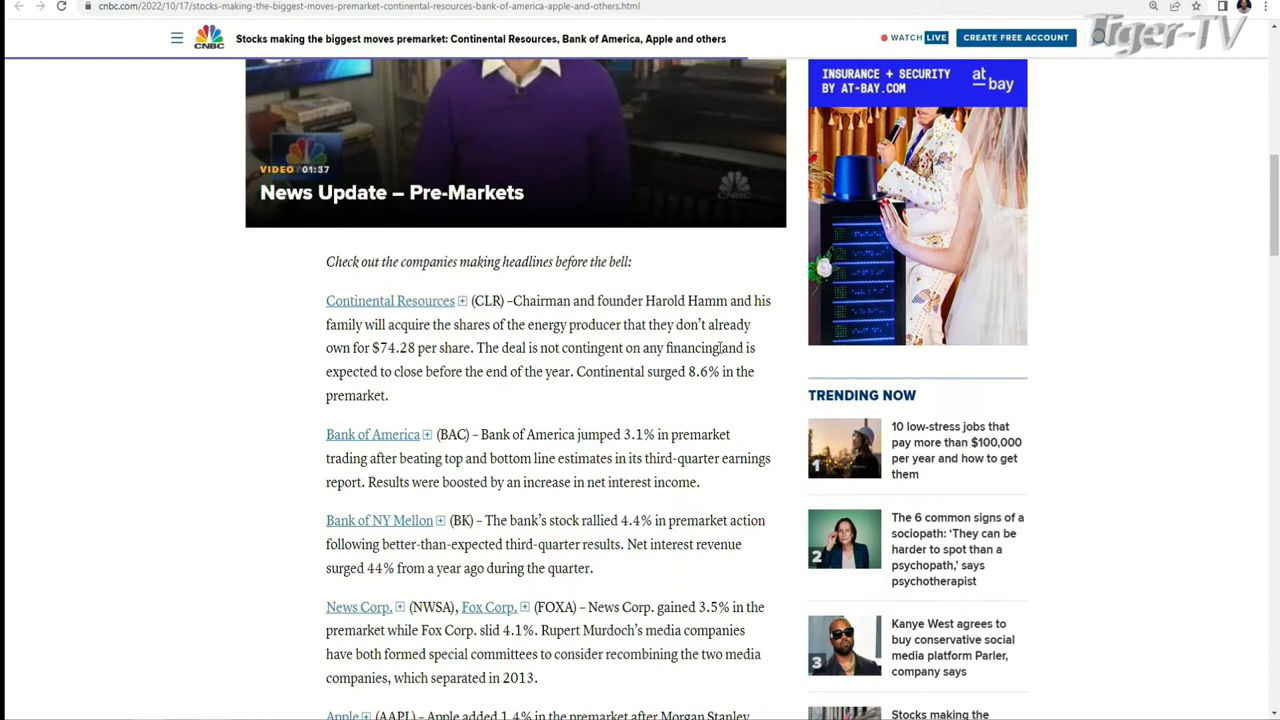 cnbc.com/2022/10/17/stocks-making-the-biggest-moves-premarket-continental-resources-bank-of-america-apple-and-others.html
CNBC
Stocks making the biggest moves premarket: Continental Resources, Bank of America, Apple and others
WATCH LIVE
CREATE FREE ACCOUNT
Tiger-TV
VIDEO 01:37
News Update – Pre-Markets
INSURANCE + SECURITY
BY AT-BAY.COM
at
bay
Check out the companies making headlines before the bell:
Continental Resources (CLR) –Chairman and founder Harold Hamm and his
family will acquire the shares of the energy producer that they don’t already
own for $74.28 per share. The deal is not contingent on any financing and is
expected to close before the end of the year. Continental surged 8.6% in the
premarket.
Bank of America (BAC) – Bank of America jumped 3.1% in premarket
trading after beating top and bottom line estimates in its third-quarter earnings
report. Results were boosted by an increase in net interest income.
Bank of NY Mellon (BK) – The bank’s stock rallied 4.4% in premarket action
following better-than-expected third-quarter results. Net interest revenue
surged 44% from a year ago during the quarter.
News Corp. (NWSA), Fox Corp. (FOXA) – News Corp. gained 3.5% in the
premarket while Fox Corp. slid 4.1%. Rupert Murdoch’s media companies
have both formed special committees to consider recombining the two media
companies, which separated in 2013.
Apple (AAPL) – Apple added 1.4% in the premarket after Morgan Stanley
TRENDING NOW
1
10 low-stress jobs that
pay more than $100,000
per year and how to get
them
2
The 6 common signs of a
sociopath: ‘They can be
harder to spot than a
psychopath,’ says
psychotherapist
3
Kanye West agrees to
buy conservative social
media platform Parler,
company says
Stocks making the